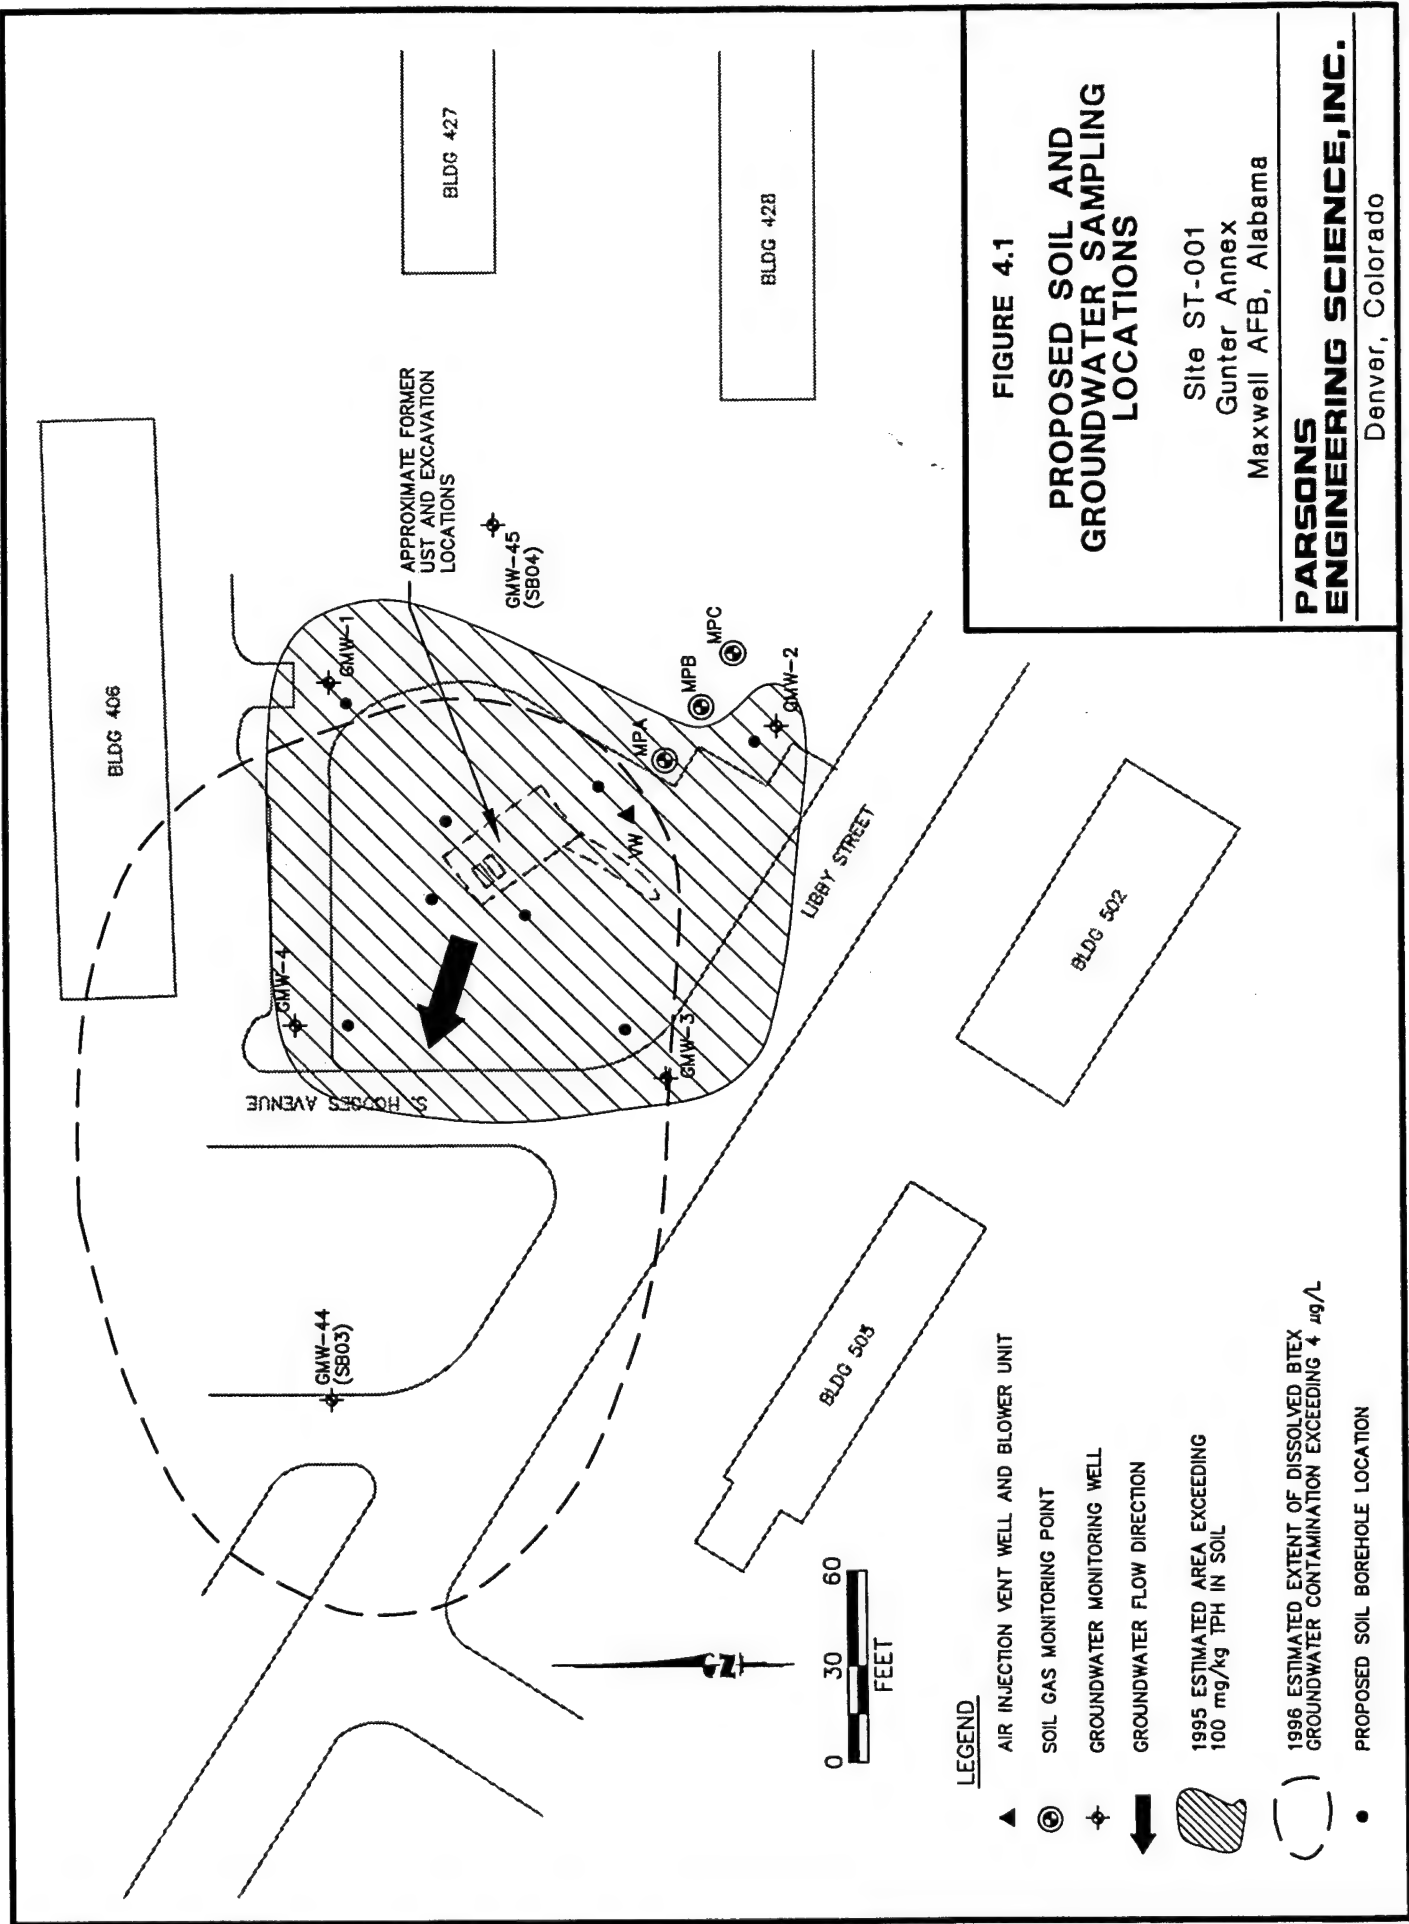 BLDG 406
BLDG 427
BLDG 428
APPROXIMATE FORMER
UST AND EXCAVATION
LOCATIONS
GMW-45
(SB04)
GMW-1
GMW-4
GMW-44
(SB03)
S. HODGES AVENUE
MPA
MPB
MPC
GMW-2
VW
GMW-3
LIBBY STREET
BLDG 502
BLDG 503
N
0 30 60
FEET
LEGEND
AIR INJECTION VENT WELL AND BLOWER UNIT
SOIL GAS MONITORING POINT
GROUNDWATER MONITORING WELL
GROUNDWATER FLOW DIRECTION
1995 ESTIMATED AREA EXCEEDING
100 mg/kg TPH IN SOIL
1996 ESTIMATED EXTENT OF DISSOLVED BTEX
GROUNDWATER CONTAMINATION EXCEEDING 4 µg/L
PROPOSED SOIL BOREHOLE LOCATION
FIGURE 4.1
PROPOSED SOIL AND
GROUNDWATER SAMPLING
LOCATIONS
Site ST-001
Gunter Annex
Maxwell AFB, Alabama
PARSONS
ENGINEERING SCIENCE, INC.
Denver, Colorado